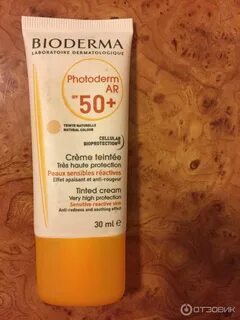 BIODERMA
LABORATOIRE DERMATOLOGIQUE
Photoderm
AR
SPF 50+
TEINTE NATURELLE
NATURAL COLOUR
CELLULAR
BIOPROTECTION®
Crème teintée
Très haute protection
Peaux sensibles réactives
Effet apaisant et anti-rougeur
Tinted cream
Very high protection
Sensitive reactive skin
Anti-redness and soothing effect
30 ml e
ОТЗОВИК